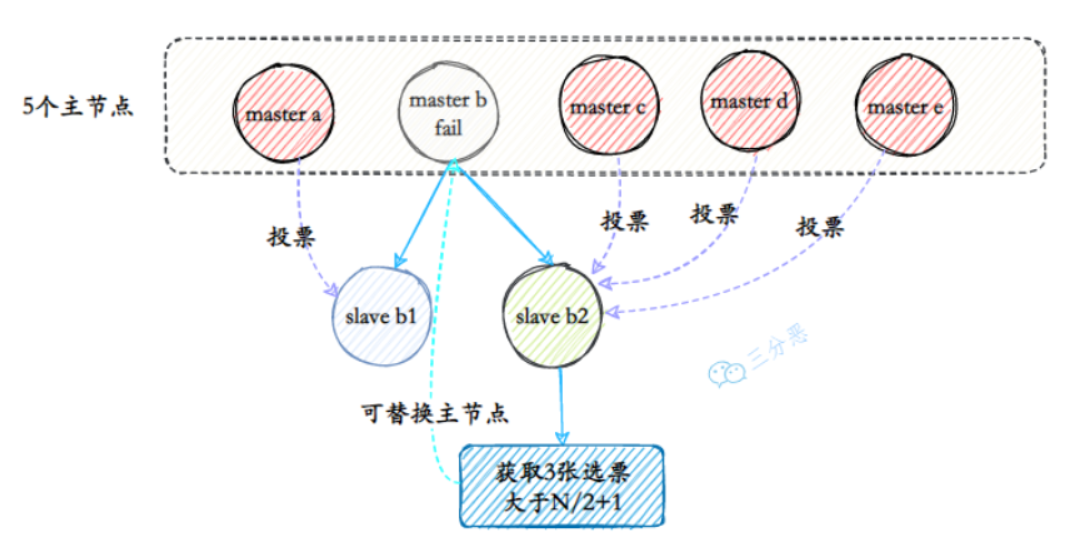 5个主节点
master a
master b
fail
master c
master d
master e
投票
投票
投票
投票
slave b1
slave b2
三分恶
可替换主节点
获取3张选票
大于N/2+1